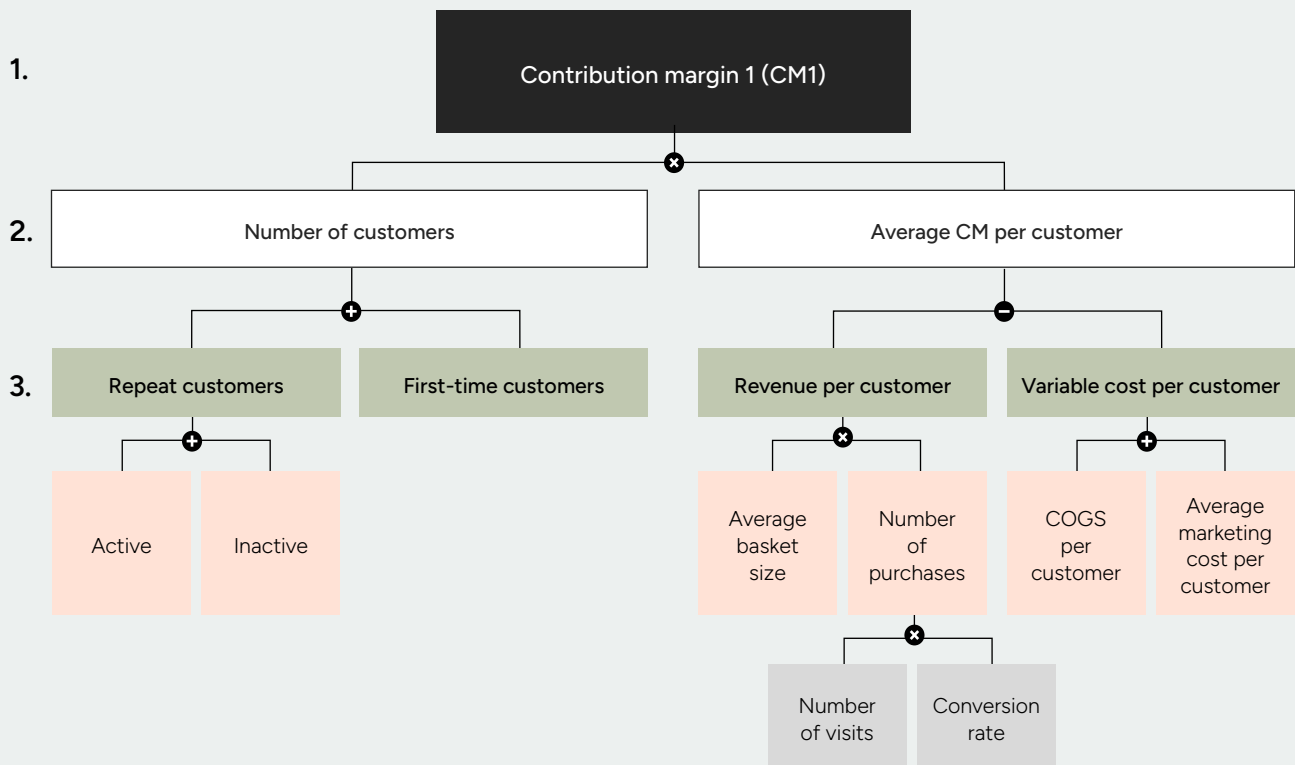 1.
Contribution margin 1 (CM1)
×
2.
Number of customers
Average CM per customer
+
−
3.
Repeat customers
First-time customers
Revenue per customer
Variable cost per customer
+
×
+
Active
Inactive
Average
basket
size
Number
of
purchases
COGS
per
customer
Average
marketing
cost per
customer
×
Number
of visits
Conversion
rate